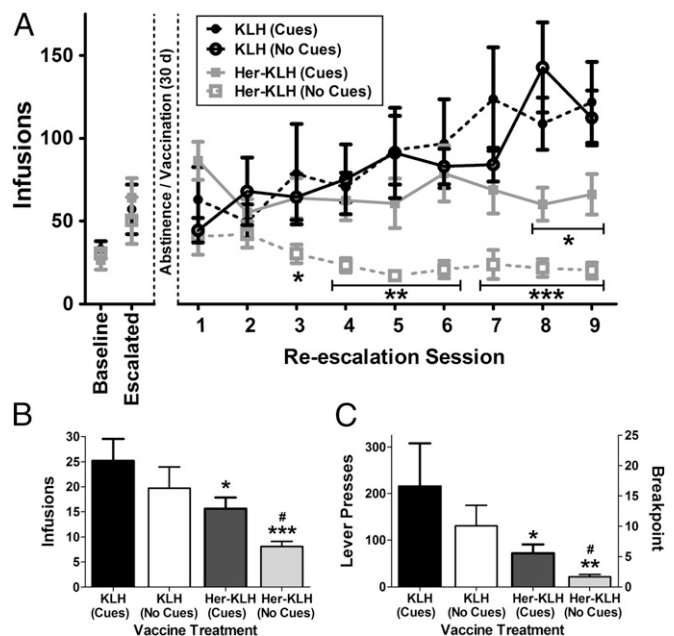 A
KLH (Cues)
KLH (No Cues)
Her-KLH (Cues)
Her-KLH (No Cues)
Infusions
150
100
50
0
Abstinence / Vaccination (30 d)
*
*
**
***
Baseline
Escalated
1 2 3 4 5 6 7 8 9
Re-escalation Session
B
Infusions
30
25
20
15
10
5
0
*
#
***
KLH (Cues)
KLH (No Cues)
Her-KLH (Cues)
Her-KLH (No Cues)
Vaccine Treatment
C
Lever Presses
300
200
100
0
*
#
**
25
20
15
10
5
0
Breakpoint
KLH (Cues)
KLH (No Cues)
Her-KLH (Cues)
Her-KLH (No Cues)
Vaccine Treatment